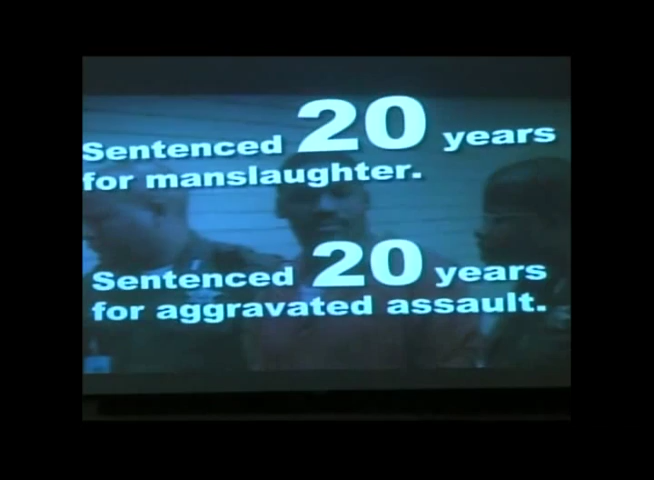 Sentenced 20 years
for manslaughter.
Sentenced 20 years
for aggravated assault.